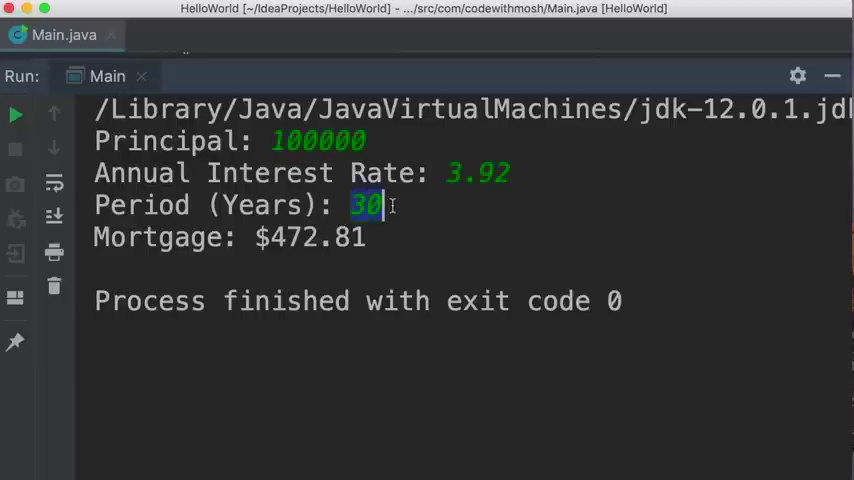 HelloWorld [~/IdeaProjects/HelloWorld] - .../src/com/codewithmosh/Main.java [HelloWorld]
Main.java
Run: Main
/Library/Java/JavaVirtualMachines/jdk-12.0.1.jd
Principal: 100000
Annual Interest Rate: 3.92
Period (Years): 30
Mortgage: $472.81
Process finished with exit code 0